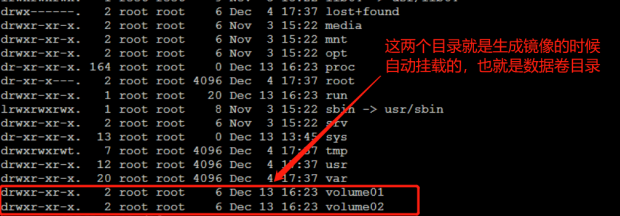 drwx------.   2 root root    6 Dec  4 17:37 lost+found
drwxr-xr-x.   2 root root    6 Nov  3 15:22 media
drwxr-xr-x.   2 root root    6 Nov  3 15:22 mnt
drwxr-xr-x.   2 root root    6 Nov  3 15:22 opt
dr-xr-xr-x. 164 root root    0 Dec 13 16:23 proc
dr-xr-x---.   2 root root 4096 Dec  4 17:37 root
drwxr-xr-x.   1 root root   20 Dec 13 16:23 run
lrwxrwxrwx.   1 root root    8 Nov  3 15:22 sbin -> usr/sbin
drwxr-xr-x.   2 root root    6 Nov  3 15:22 srv
dr-xr-xr-x.  13 root root    0 Dec 13 13:45 sys
drwxrwxrwt.   7 root root 4096 Dec  4 17:37 tmp
drwxr-xr-x.  12 root root 4096 Dec  4 17:37 usr
drwxr-xr-x.  20 root root 4096 Dec  4 17:37 var
drwxr-xr-x.   2 root root    6 Dec 13 16:23 volume01
drwxr-xr-x.   2 root root    6 Dec 13 16:23 volume02
这两个目录就是生成镜像的时候
自动挂载的，也就是数据卷目录